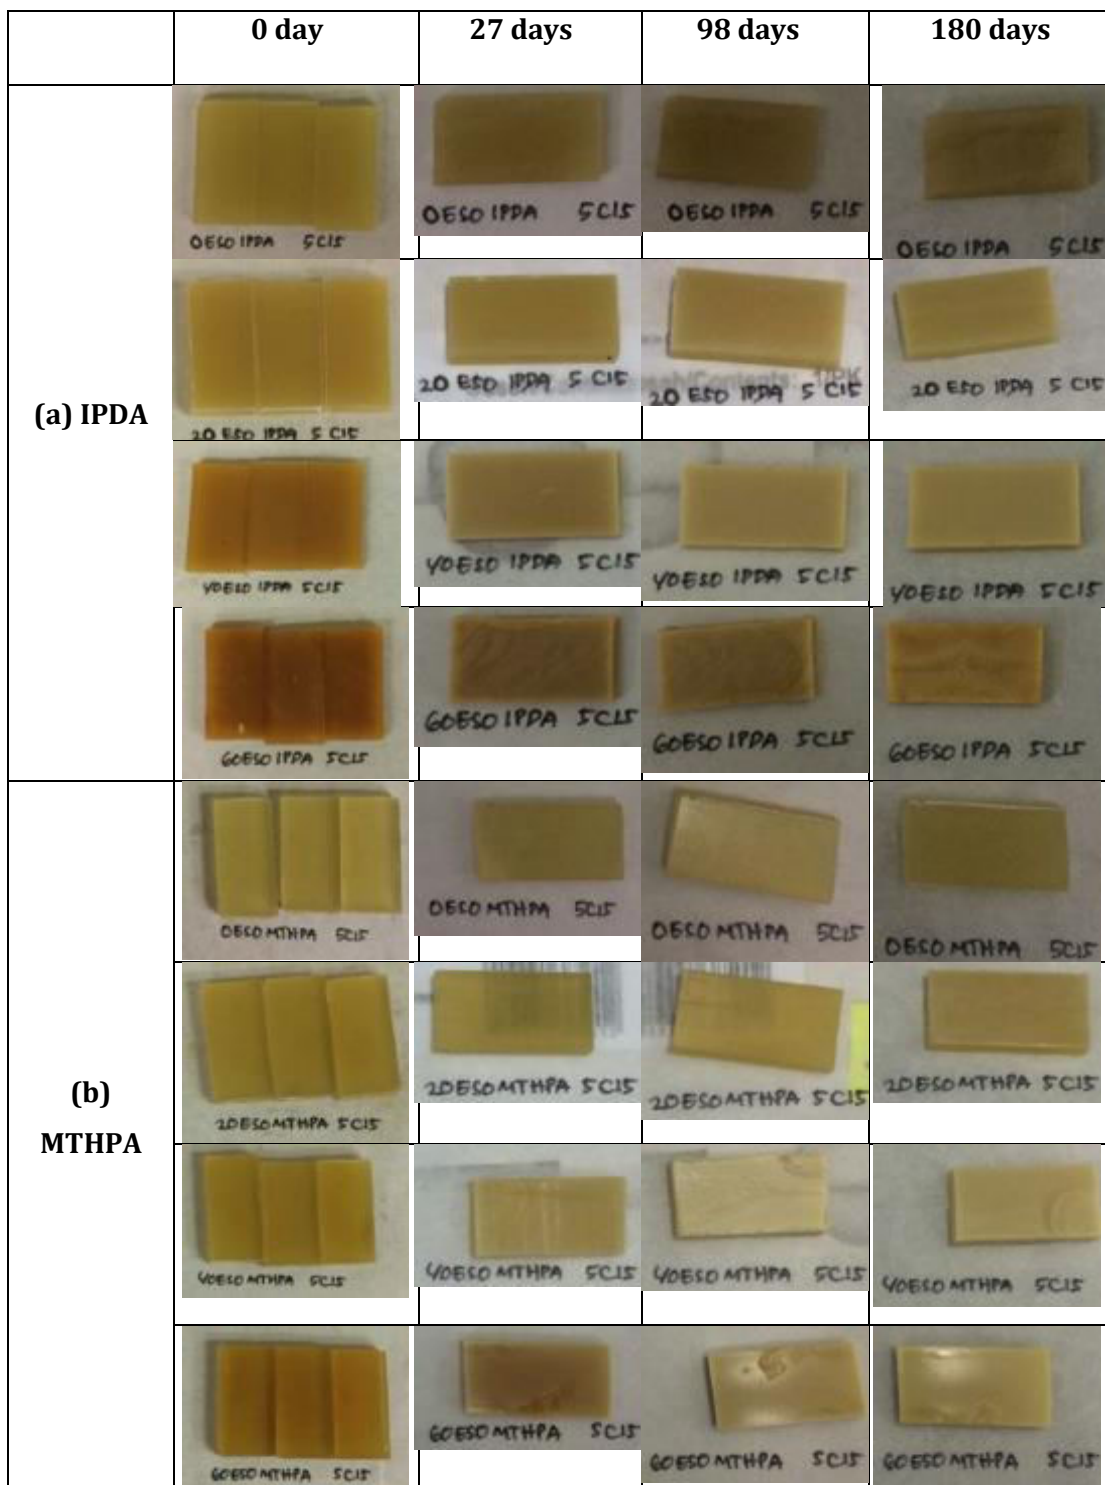 0 day 27 days 98 days 180 days
(a) IPDA
0ESO IPDA 5C15
0ESO IPDA 5C15
0ESO IPDA 5C15
0ESO IPDA 5C15
20 ESO IPDA 5 C15
20 ESO IPDA 5 C15
20 ESO IPDA 5 C15
20 ESO IPDA 5 C15
40ESO IPDA 5C15
40ESO IPDA 5C15
40ESO IPDA 5C15
40ESO IPDA 5C15
60ESO IPDA 5C15
60ESO IPDA 5C15
60ESO IPDA 5C15
60ESO IPDA 5C15
(b)
MTHPA
0ESO MTHPA 5C15
0ESO MTHPA 5C15
0ESO MTHPA 5C15
0ESO MTHPA 5C15
20ESO MTHPA 5C15
20ESO MTHPA 5C15
20ESO MTHPA 5C15
20ESO MTHPA 5C15
40ESO MTHPA 5C15
40ESO MTHPA 5C15
40ESO MTHPA 5C15
40ESO MTHPA 5C15
60ESO MTHPA 5C15
60ESO MTHPA 5C15
60ESO MTHPA 5C15
60ESO MTHPA 5C15